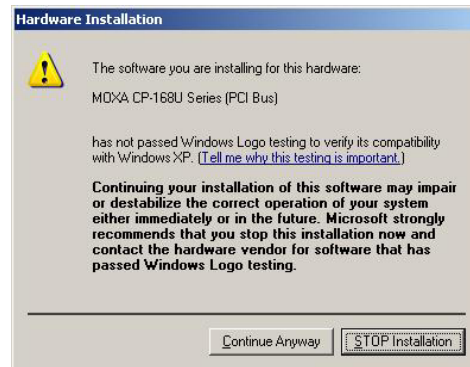 Hardware Installation
The software you are installing for this hardware:
MOXA CP-168U Series (PCI Bus)
has not passed Windows Logo testing to verify its compatibility
with Windows XP. (Tell me why this testing is important.)
Continuing your installation of this software may impair
or destabilize the correct operation of your system
either immediately or in the future. Microsoft strongly
recommends that you stop this installation now and
contact the hardware vendor for software that has
passed Windows Logo testing.
Continue Anyway STOP Installation